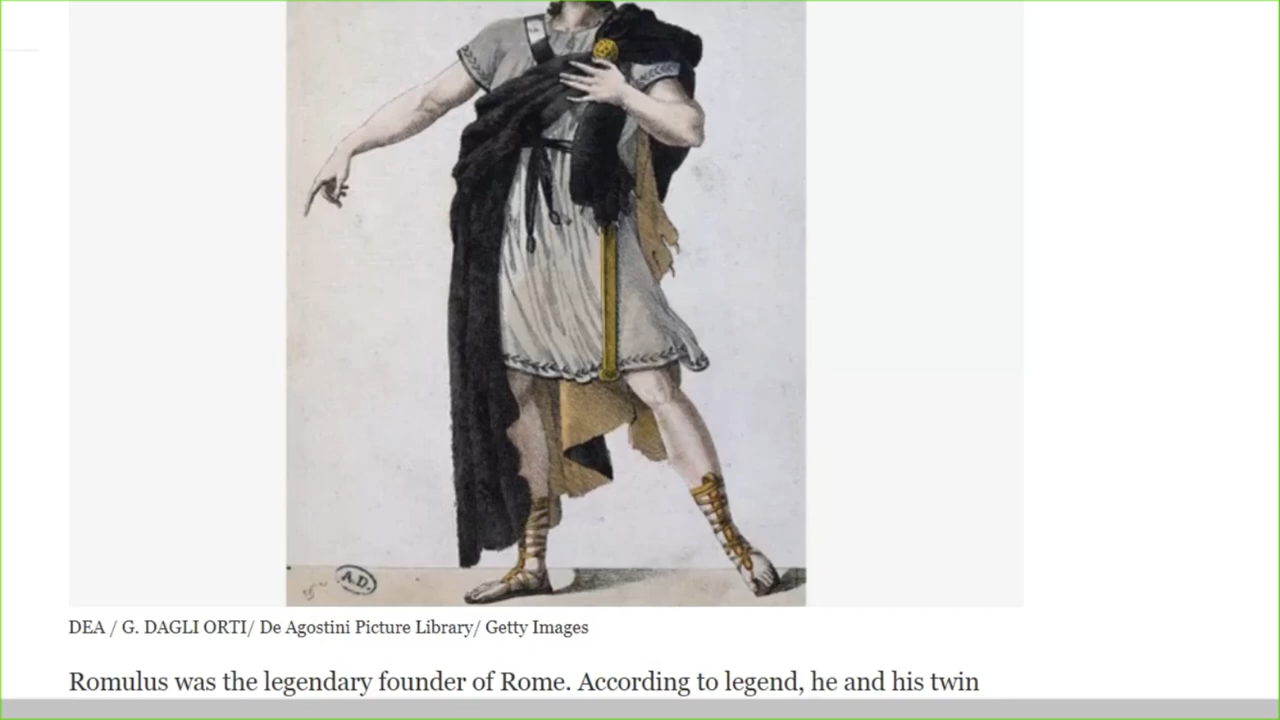 A.D.
DEA / G. DAGLI ORTI/ De Agostini Picture Library/ Getty Images
Romulus was the legendary founder of Rome. According to legend, he and his twin